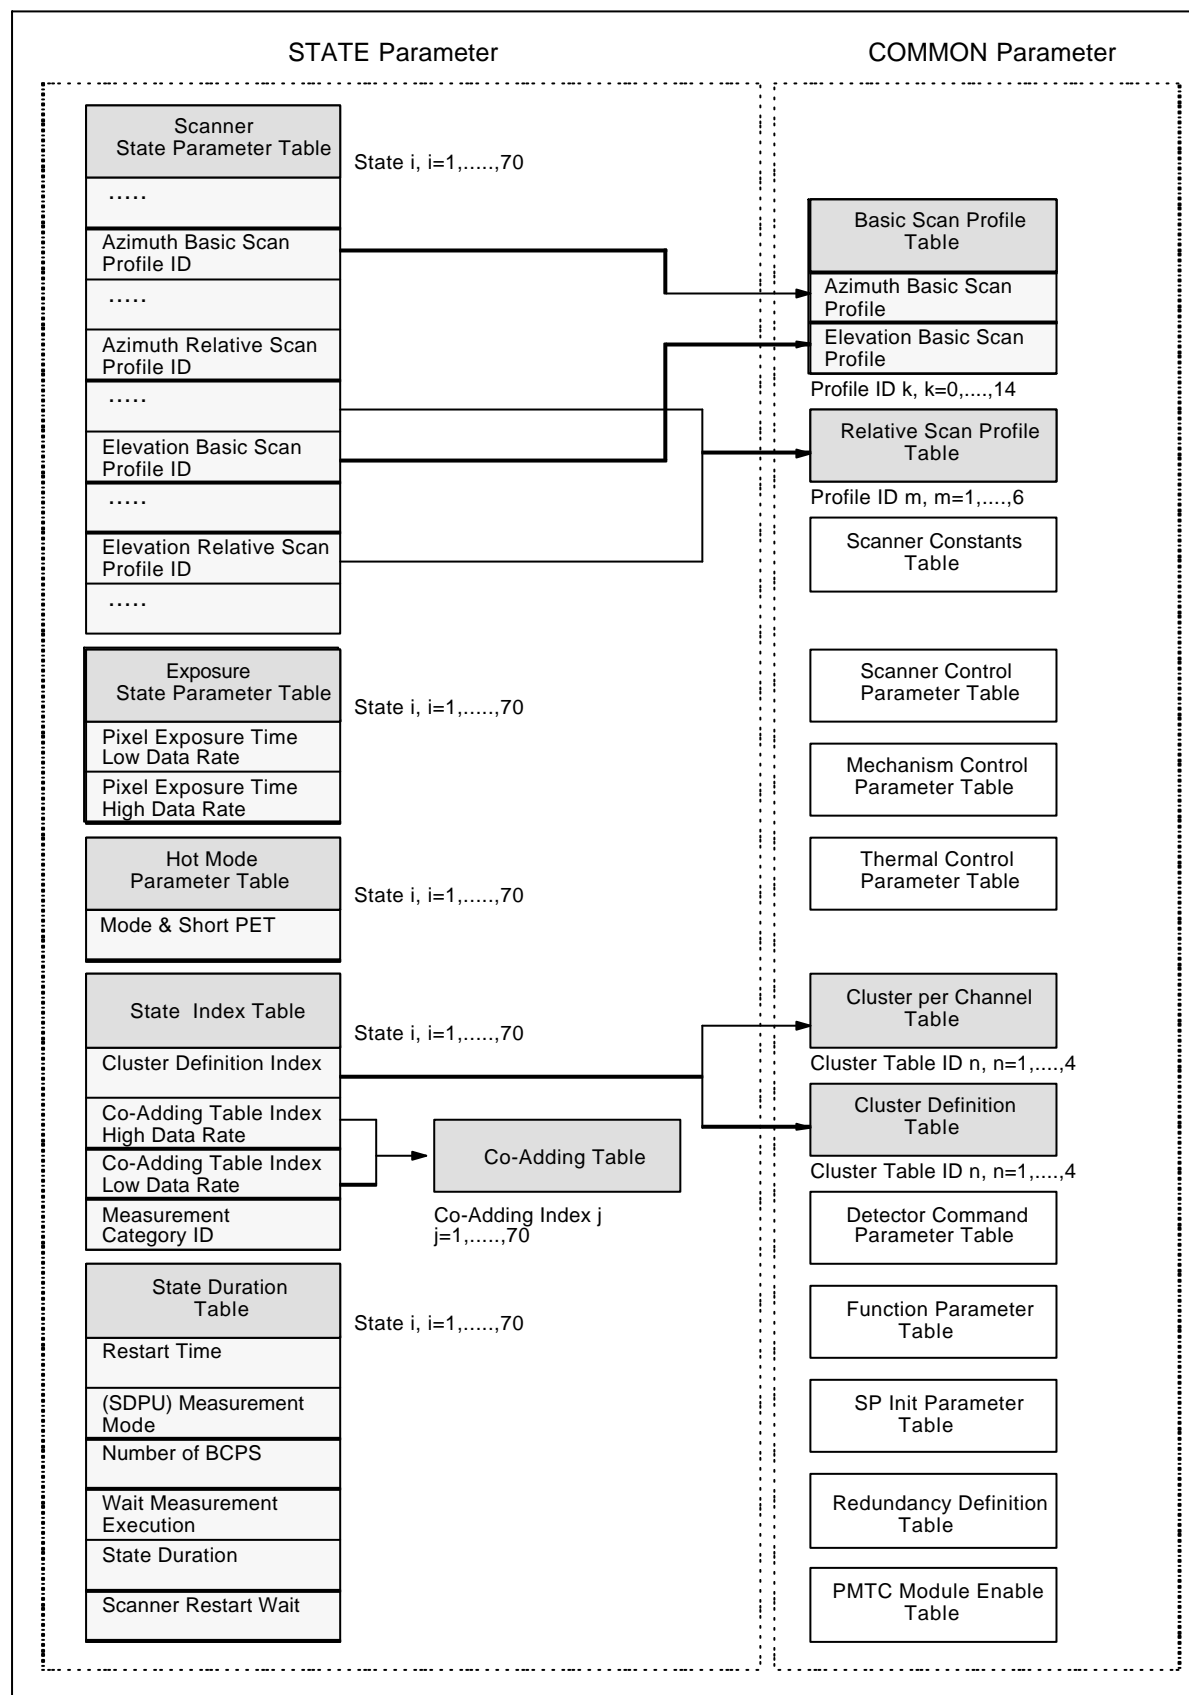 STATE Parameter
Scanner
State Parameter Table
State i, i=1,.....,70
.....
Azimuth Basic Scan
Profile ID
.....
Azimuth Relative Scan
Profile ID
.....
Elevation Basic Scan
Profile ID
.....
Elevation Relative Scan
Profile ID
.....
Exposure
State Parameter Table
State i, i=1,.....,70
Pixel Exposure Time
Low Data Rate
Pixel Exposure Time
High Data Rate
Hot Mode
Parameter Table
State i, i=1,.....,70
Mode & Short PET
State Index Table
State i, i=1,.....,70
Cluster Definition Index
Co-Adding Table Index
High Data Rate
Co-Adding Table Index
Low Data Rate
Measurement
Category ID
Co-Adding Table
Co-Adding Index j
j=1,.....,70
State Duration
Table
State i, i=1,.....,70
Restart Time
(SDPU) Measurement
Mode
Number of BCPS
Wait Measurement
Execution
State Duration
Scanner Restart Wait
COMMON Parameter
Basic Scan Profile
Table
Azimuth Basic Scan
Profile
Elevation Basic Scan
Profile
Profile ID k, k=0,....,14
Relative Scan Profile
Table
Profile ID m, m=1,....,6
Scanner Constants
Table
Scanner Control
Parameter Table
Mechanism Control
Parameter Table
Thermal Control
Parameter Table
Cluster per Channel
Table
Cluster Table ID n, n=1,....,4
Cluster Definition
Table
Cluster Table ID n, n=1,....,4
Detector Command
Parameter Table
Function Parameter
Table
SP Init Parameter
Table
Redundancy Definition
Table
PMTC Module Enable
Table